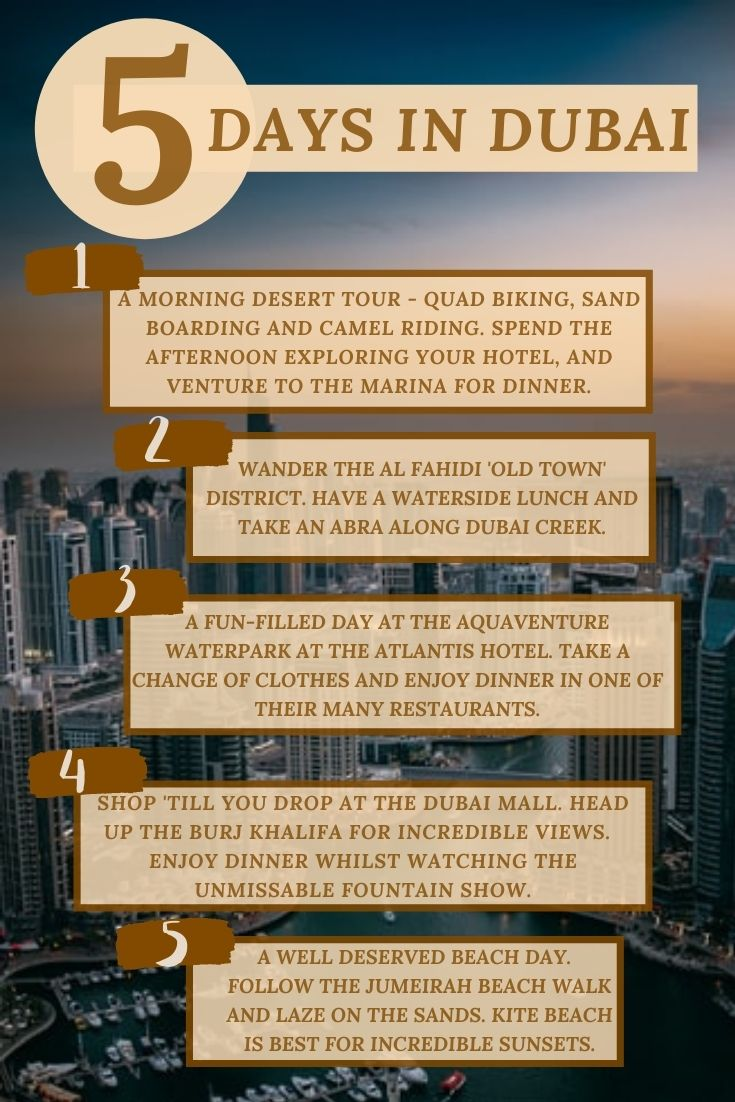 5 DAYS IN DUBAI
1
A MORNING DESERT TOUR - QUAD BIKING, SAND
BOARDING AND CAMEL RIDING. SPEND THE
AFTERNOON EXPLORING YOUR HOTEL, AND
VENTURE TO THE MARINA FOR DINNER.
2
WANDER THE AL FAHIDI 'OLD TOWN'
DISTRICT. HAVE A WATERSIDE LUNCH AND
TAKE AN ABRA ALONG DUBAI CREEK.
3
A FUN-FILLED DAY AT THE AQUAVENTURE
WATERPARK AT THE ATLANTIS HOTEL. TAKE A
CHANGE OF CLOTHES AND ENJOY DINNER IN ONE OF
THEIR MANY RESTAURANTS.
4
SHOP 'TILL YOU DROP AT THE DUBAI MALL. HEAD
UP THE BURJ KHALIFA FOR INCREDIBLE VIEWS.
ENJOY DINNER WHILST WATCHING THE
UNMISSABLE FOUNTAIN SHOW.
5
A WELL DESERVED BEACH DAY.
FOLLOW THE JUMEIRAH BEACH WALK
AND LAZE ON THE SANDS. KITE BEACH
IS BEST FOR INCREDIBLE SUNSETS.